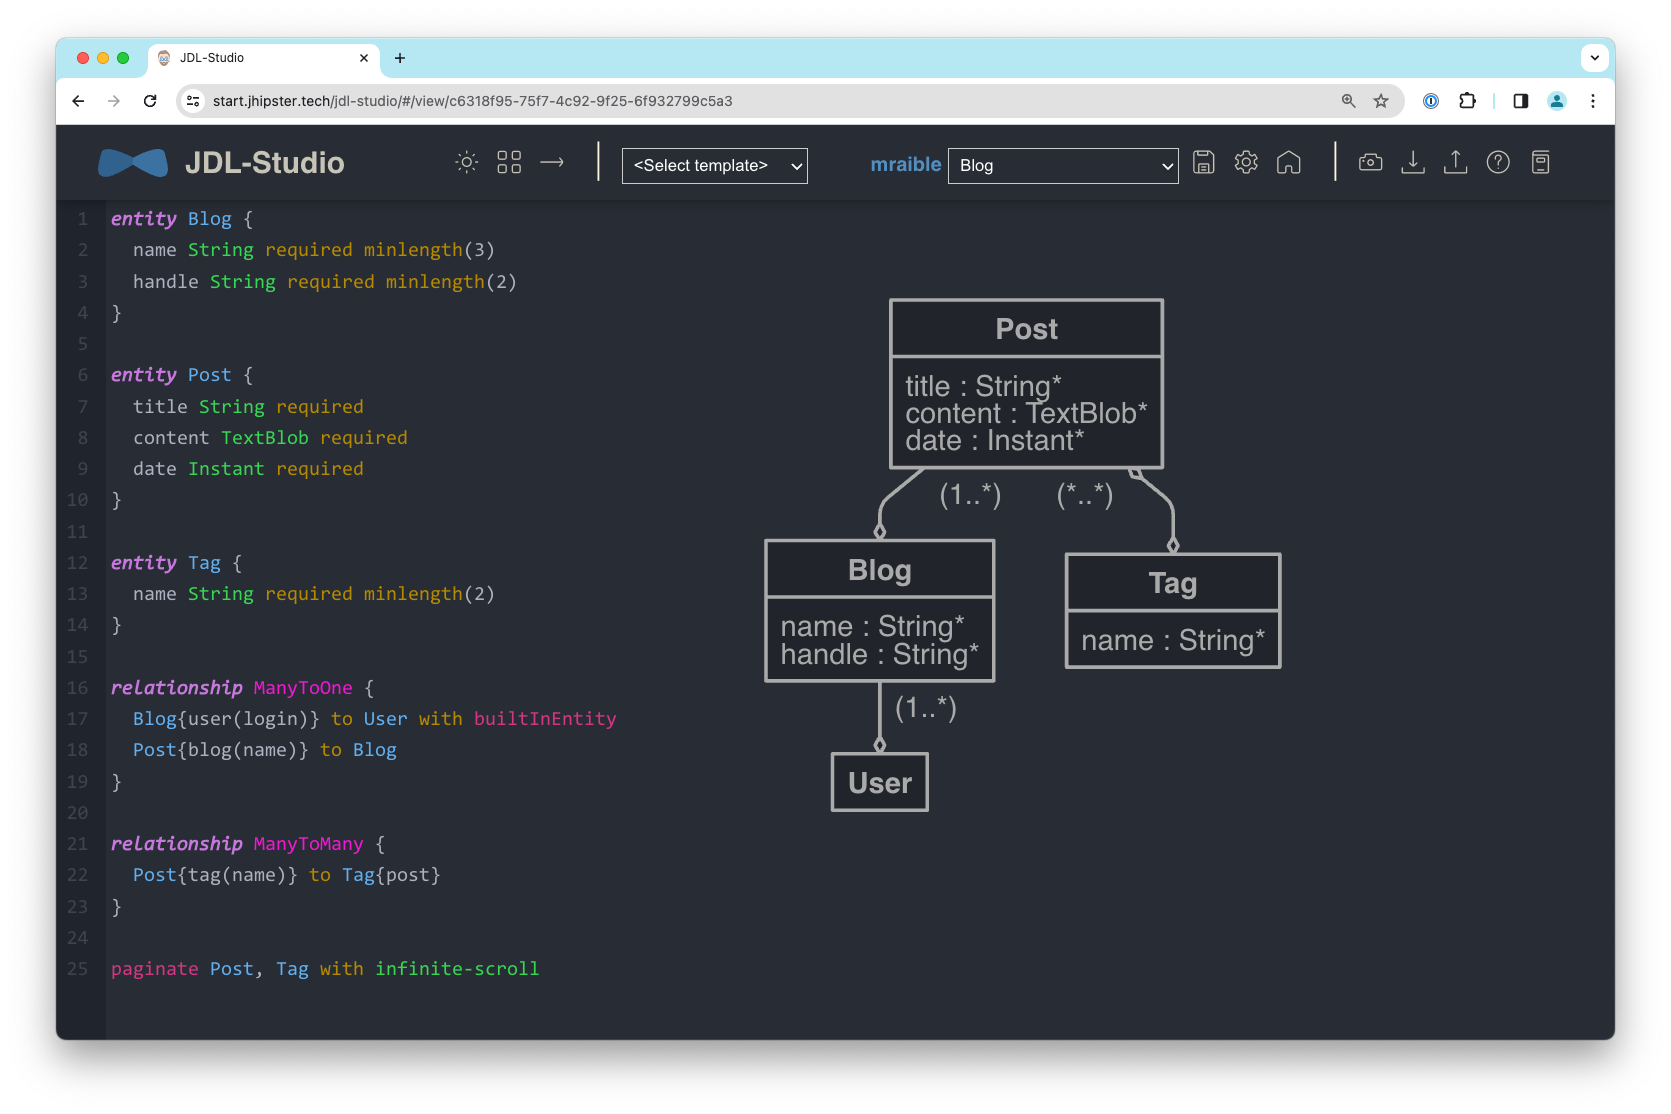 JDL-Studio
start.jhipster.tech/jdl-studio/#/view/c6318f95-75f7-4c92-9f25-6f932799c5a3
JDL-Studio
<Select template>
mraible
Blog
1 entity Blog {
2 name String required minlength(3)
3 handle String required minlength(2)
4 }
5
6 entity Post {
7 title String required
8 content TextBlob required
9 date Instant required
10 }
11
12 entity Tag {
13 name String required minlength(2)
14 }
15
16 relationship ManyToOne {
17 Blog{user(login)} to User with builtInEntity
18 Post{blog(name)} to Blog
19 }
20
21 relationship ManyToMany {
22 Post{tag(name)} to Tag{post}
23 }
24
25 paginate Post, Tag with infinite-scroll
Post
title : String*
content : TextBlob*
date : Instant*
(1..*)
(*..*)
Blog
name : String*
handle : String*
Tag
name : String*
(1..*)
User